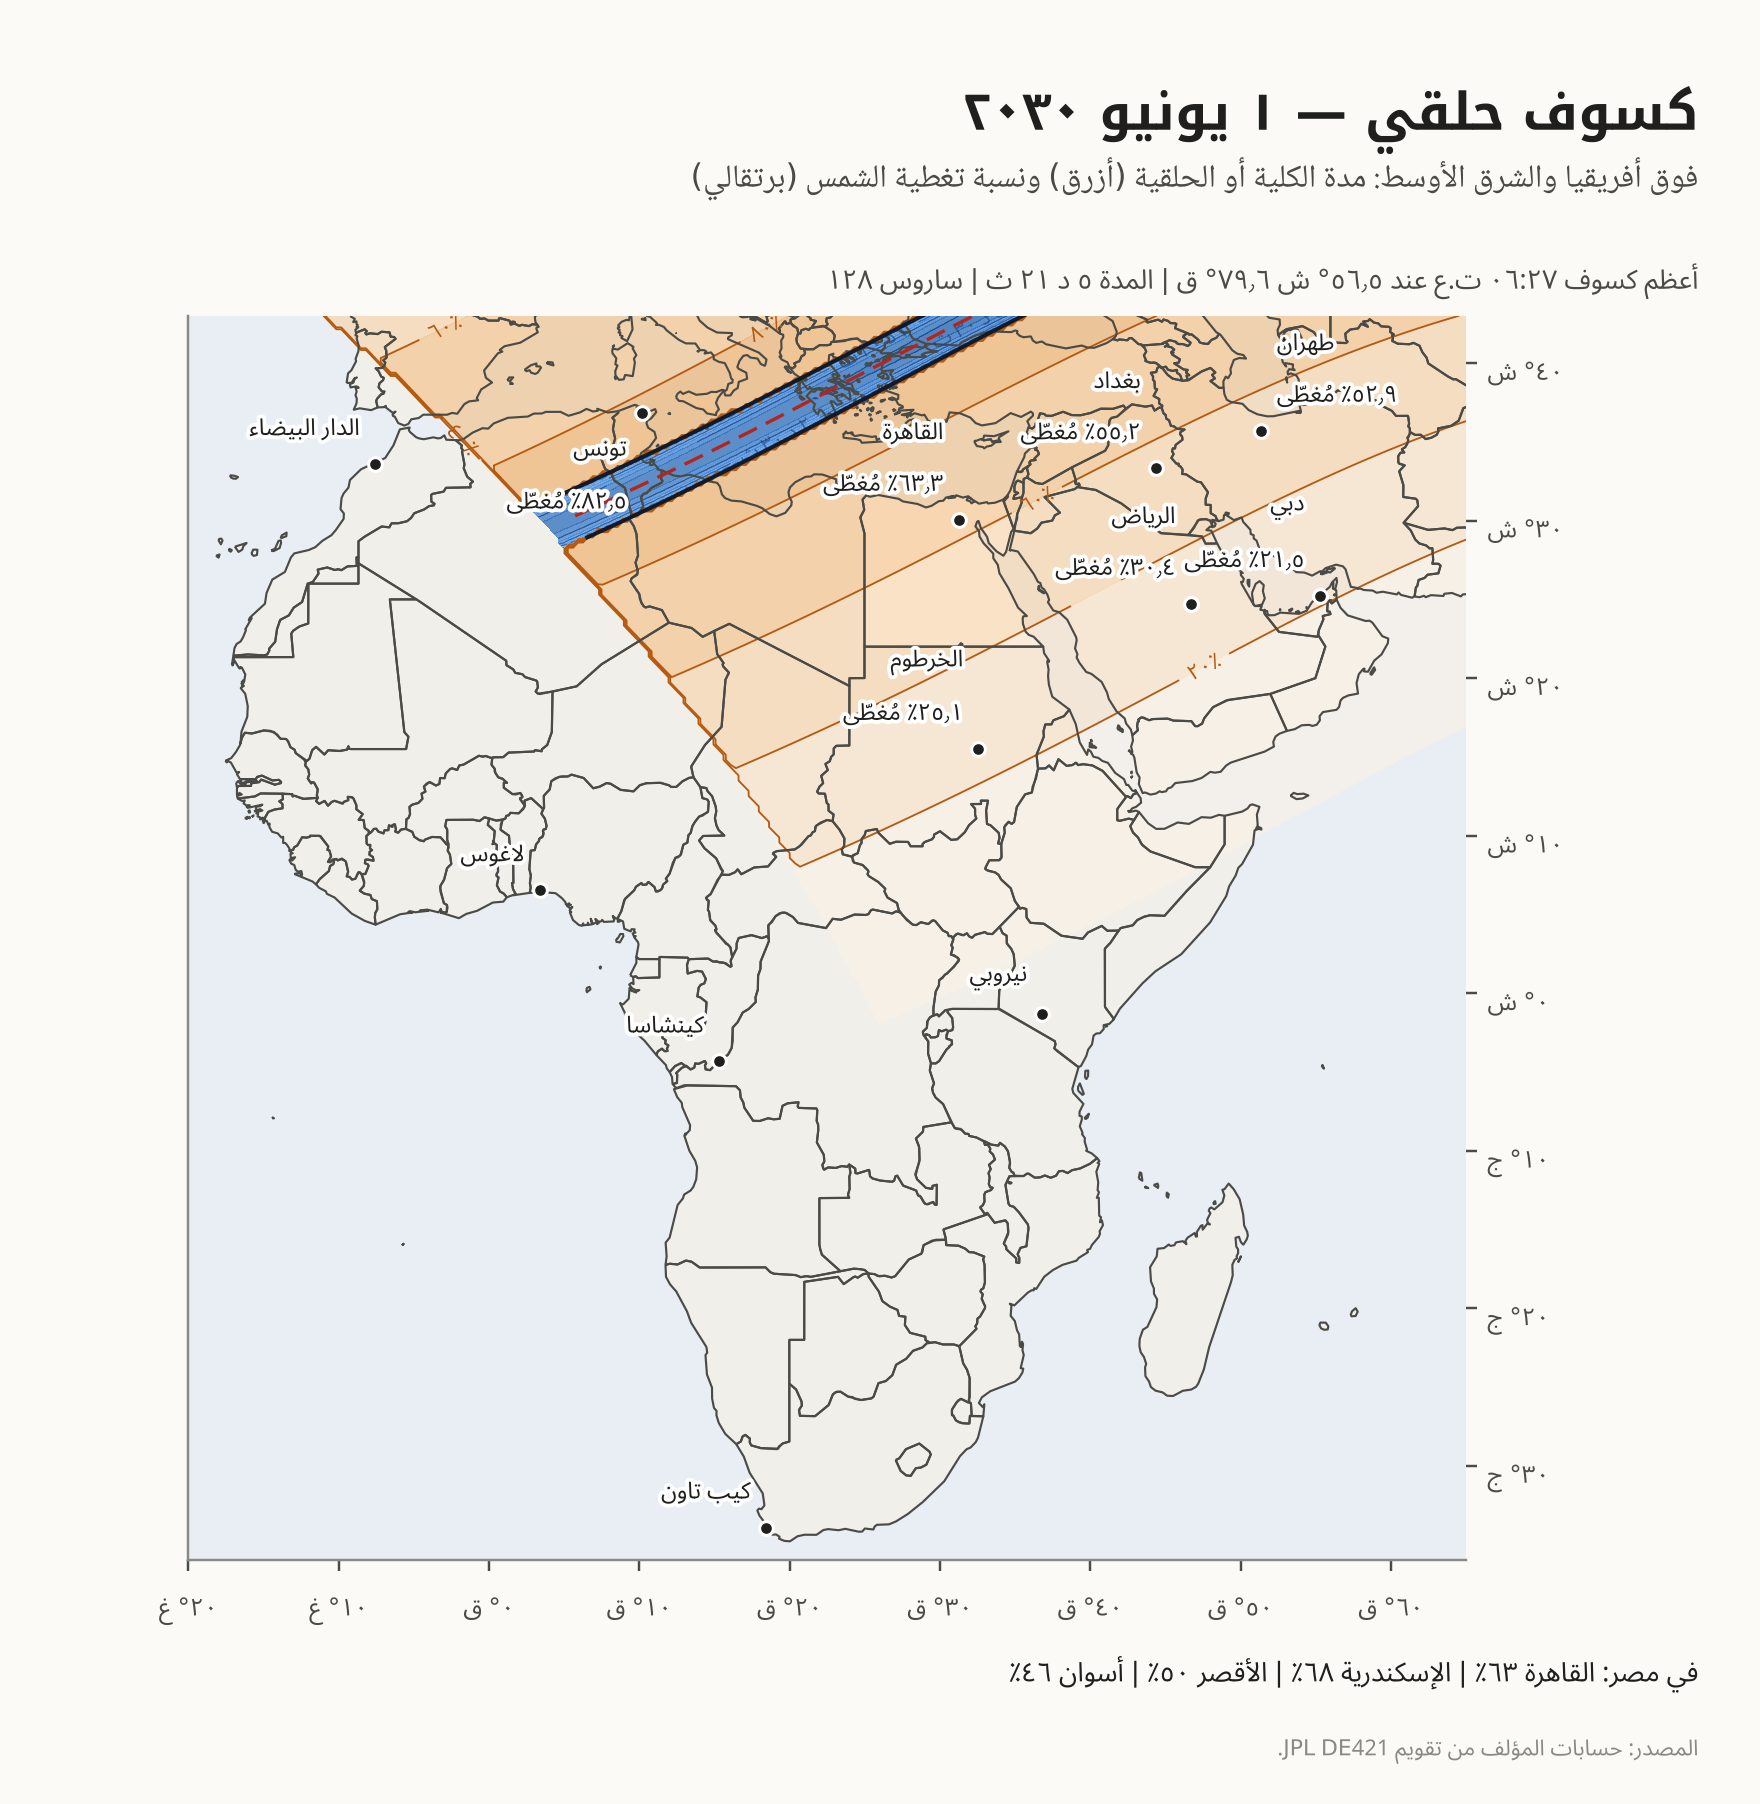 كسوف حلقي — ١ يونيو ٢٠٣٠
فوق أفريقيا والشرق الأوسط: مدة الكلية أو الحلقية (أزرق) ونسبة تغطية الشمس (برتقالي)
أعظم كسوف ٠٦:٢٧ ت.ع عند ٥٦٫٥° ش ٧٩٫٦° ق | المدة ٥ د ٢١ ث | ساروس ١٢٨
٦٠٪
٨٠٪
طهران
٥٢٫٩٪ مُغطّى
بغداد
٥٥٫٢٪ مُغطّى
القاهرة
٦٣٫٣٪ مُغطّى
الدار البيضاء
تونس
٨٢٫٥٪ مُغطّى
٦٠٪
الرياض
٣٠٫٤٪ مُغطّى
دبي
٢١٫٥٪ مُغطّى
الخرطوم
٢٥٫١٪ مُغطّى
٢٠٪
لاغوس
نيروبي
كينشاسا
كيب تاون
٤٠° ش
٣٠° ش
٢٠° ش
١٠° ش
٠° ش
١٠° ج
٢٠° ج
٣٠° ج
٢٠° غ
١٠° غ
٠° ق
١٠° ق
٢٠° ق
٣٠° ق
٤٠° ق
٥٠° ق
٦٠° ق
في مصر: القاهرة ٦٣٪ | الإسكندرية ٦٨٪ | الأقصر ٥٠٪ | أسوان ٤٦٪
المصدر: حسابات المؤلف من تقويم JPL DE421.